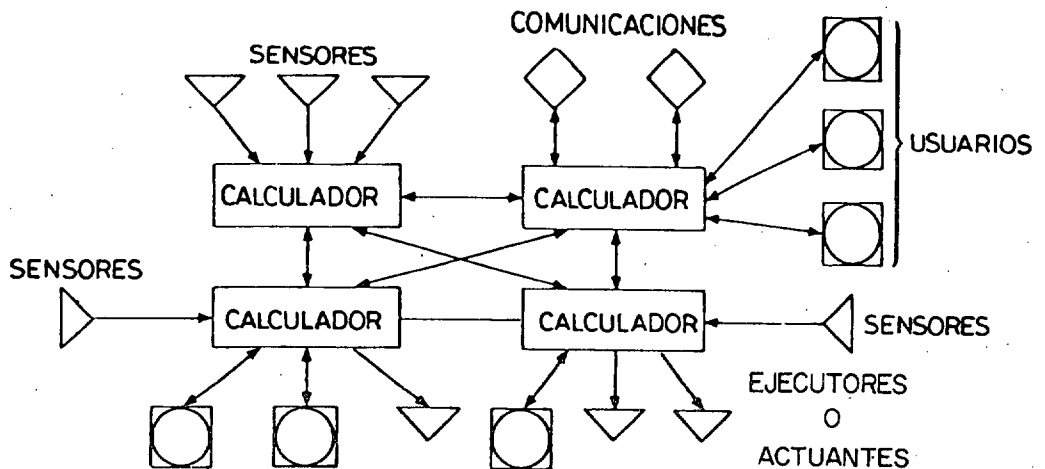 COMUNICACIONES
SENSORES
USUARIOS
CALCULADOR
CALCULADOR
SENSORES
CALCULADOR
CALCULADOR
SENSORES
EJECUTORES
O
ACTUANTES